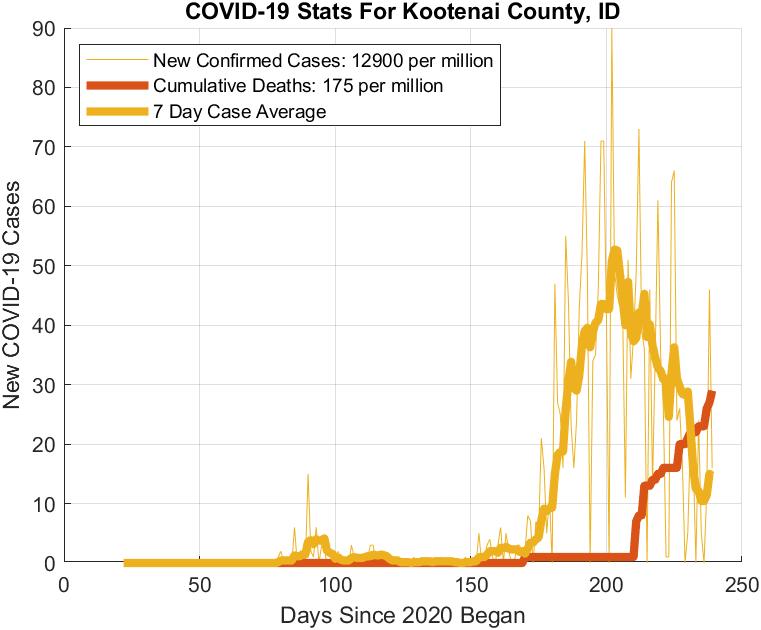 COVID-19 Stats For Kootenai County, ID
New Confirmed Cases: 12900 per million
Cumulative Deaths: 175 per million
7 Day Case Average
New COVID-19 Cases
90
80
70
60
50
40
30
20
10
0
0 50 100 150 200 250
Days Since 2020 Began